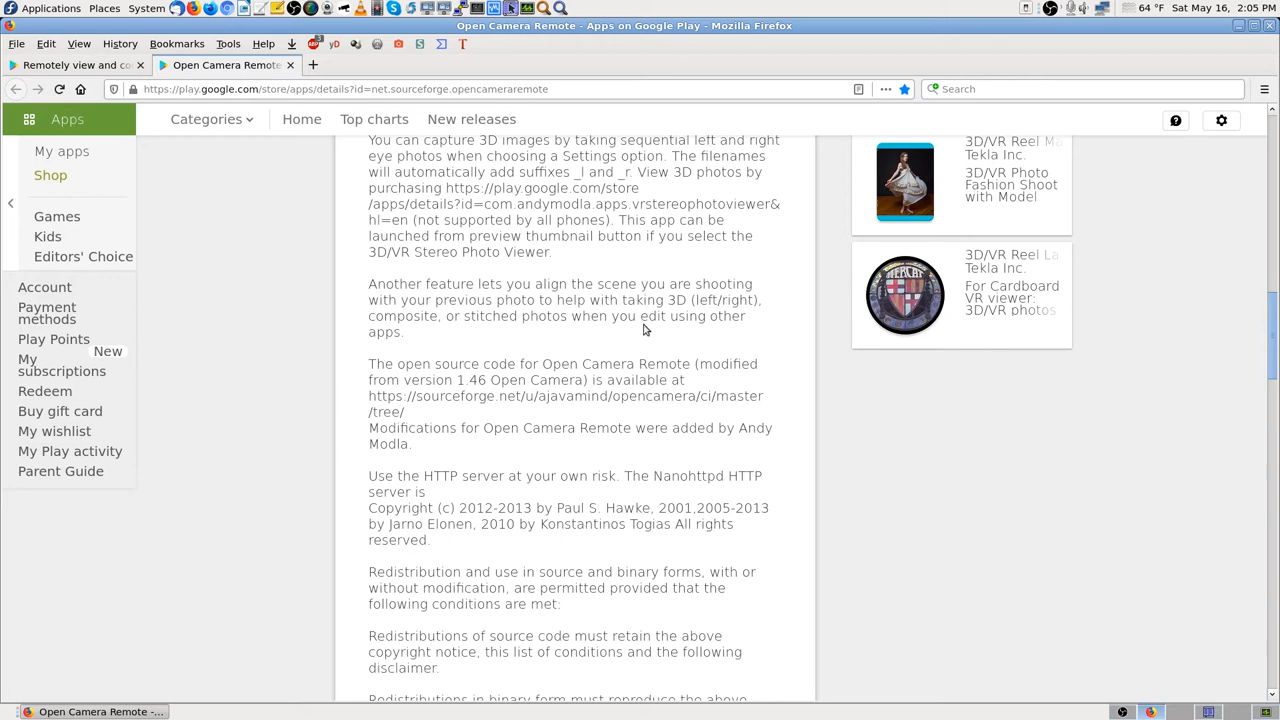 Applications Places System
64 °F Sat May 16, 2:05 PM
Open Camera Remote - Apps on Google Play - Mozilla Firefox
File Edit View History Bookmarks Tools Help
Remotely view and co
Open Camera Remote
https://play.google.com/store/apps/details?id=net.sourceforge.opencameraremote
Search
Apps
Categories Home Top charts New releases
My apps
Shop
Games
Kids
Editors' Choice
Account
Payment
methods
Play Points
New
My
subscriptions
Redeem
Buy gift card
My wishlist
My Play activity
Parent Guide
You can capture 3D images by taking sequential left and right
eye photos when choosing a Settings option. The filenames
will automatically add suffixes _l and _r. View 3D photos by
purchasing https://play.google.com/store
/apps/details?id=com.andymodla.apps.vrstereophotoviewer&
hl=en (not supported by all phones). This app can be
launched from preview thumbnail button if you select the
3D/VR Stereo Photo Viewer.
Another feature lets you align the scene you are shooting
with your previous photo to help with taking 3D (left/right),
composite, or stitched photos when you edit using other
apps.
The open source code for Open Camera Remote (modified
from version 1.46 Open Camera) is available at
https://sourceforge.net/u/ajavamind/opencamera/ci/master
/tree/
Modifications for Open Camera Remote were added by Andy
Modla.
Use the HTTP server at your own risk. The Nanohttpd HTTP
server is
Copyright (c) 2012-2013 by Paul S. Hawke, 2001,2005-2013
by Jarno Elonen, 2010 by Konstantinos Togias All rights
reserved.
Redistribution and use in source and binary forms, with or
without modification, are permitted provided that the
following conditions are met:
Redistributions of source code must retain the above
copyright notice, this list of conditions and the following
disclaimer.
Redistributions in binary form must reproduce the above
3D/VR Reel Ma
Tekla Inc.
3D/VR Photo
Fashion Shoot
with Model
3D/VR Reel La
Tekla Inc.
For Cardboard
VR viewer:
3D/VR photos
Open Camera Remote -...